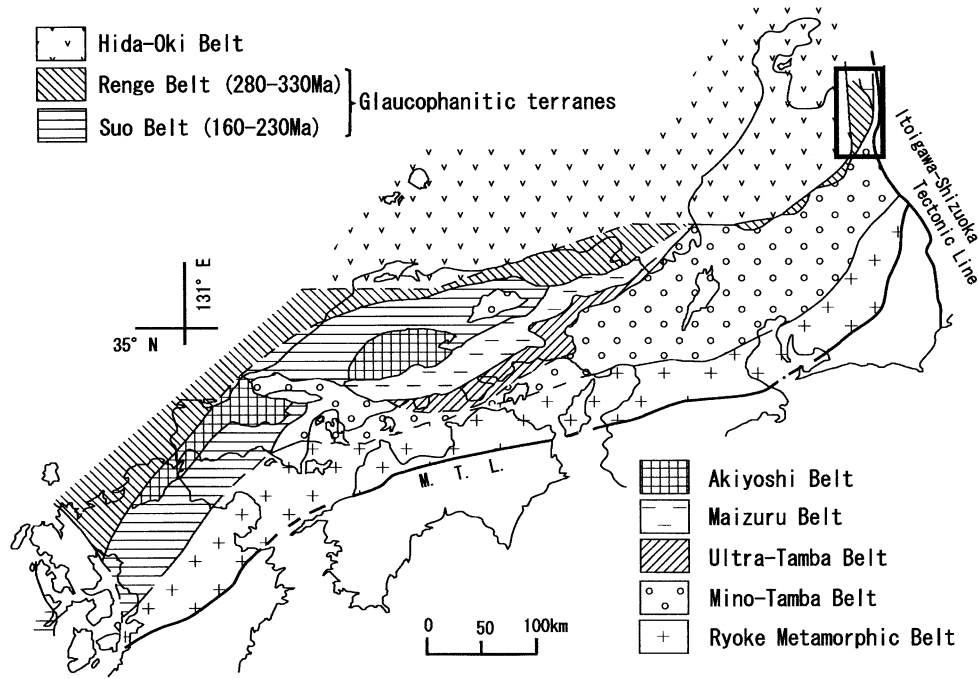 Hida-Oki Belt
Renge Belt (280-330Ma)
Suo Belt (160-230Ma)
Glaucophanitic terranes
Itoigawa-Shizuoka
Tectonic Line
131° E
35° N
M. T. L.
Akiyoshi Belt
Maizuru Belt
Ultra-Tamba Belt
Mino-Tamba Belt
Ryoke Metamorphic Belt
0 50 100km